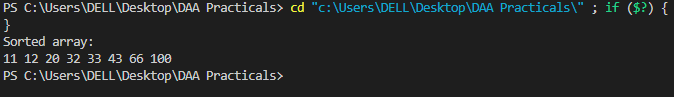 PS C:\Users\DELL\Desktop\DAA Practicals> cd "c:\Users\DELL\Desktop\DAA Practicals\" ; if ($?) {
}
Sorted array:
11 12 20 32 33 43 66 100
PS C:\Users\DELL\Desktop\DAA Practicals>